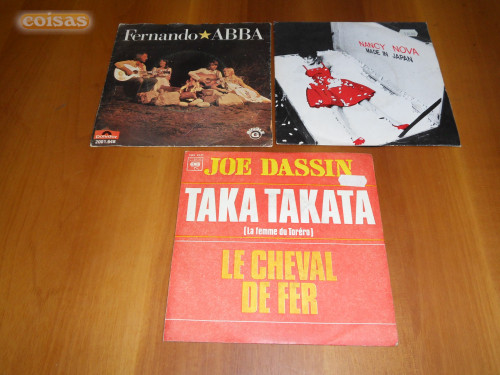 coisas
Fernando★ABBA
NANCY NOVA
MADE IN JAPAN
G
JOE DASSIN
CBS
TAKA TAKATA
(La femme du Toréro)
LE CHEVAL
DE FER